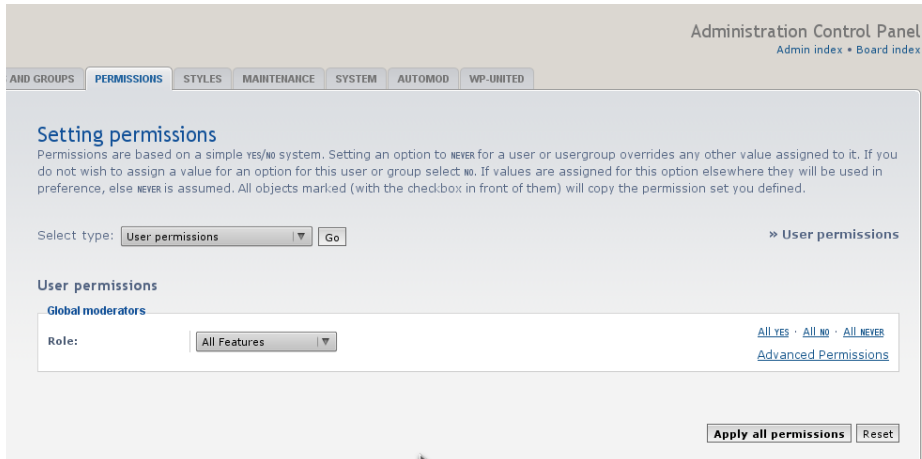 Administration Control Panel
Admin index • Board index
AND GROUPS PERMISSIONS STYLES MAINTENANCE SYSTEM AUTOMOD WP-UNITED
Setting permissions
Permissions are based on a simple YES/NO system. Setting an option to NEVER for a user or usergroup overrides any other value assigned to it. If you
do not wish to assign a value for an option for this user or group select NO. If values are assigned for this option elsewhere they will be used in
preference, else NEVER is assumed. All objects marked (with the checkbox in front of them) will copy the permission set you defined.
Select type: User permissions Go » User permissions
User permissions
Global moderators
Role: All Features All YES · All NO · All NEVER
Advanced Permissions
Apply all permissions Reset